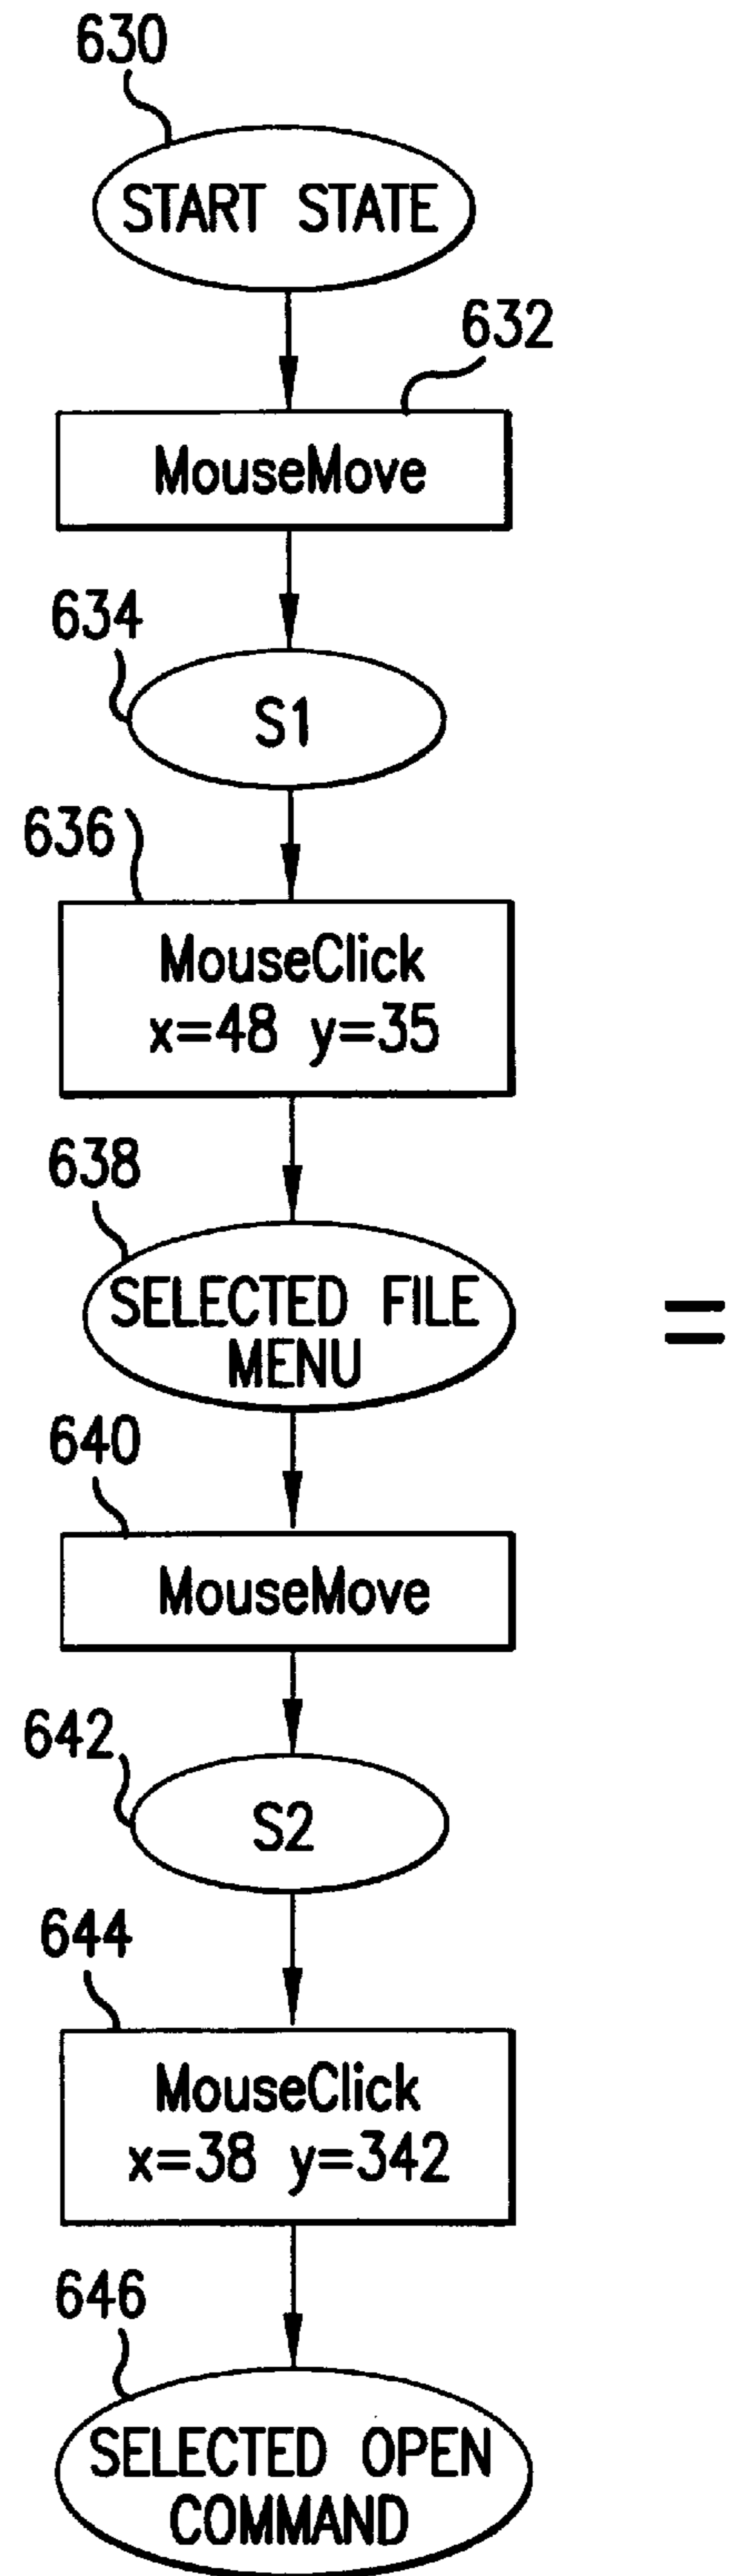 630
START STATE
632
MouseMove
634
S1
636
MouseClick
x=48 y=35
638
SELECTED FILE
MENU
=
640
MouseMove
642
S2
644
MouseClick
x=38 y=342
646
SELECTED OPEN
COMMAND